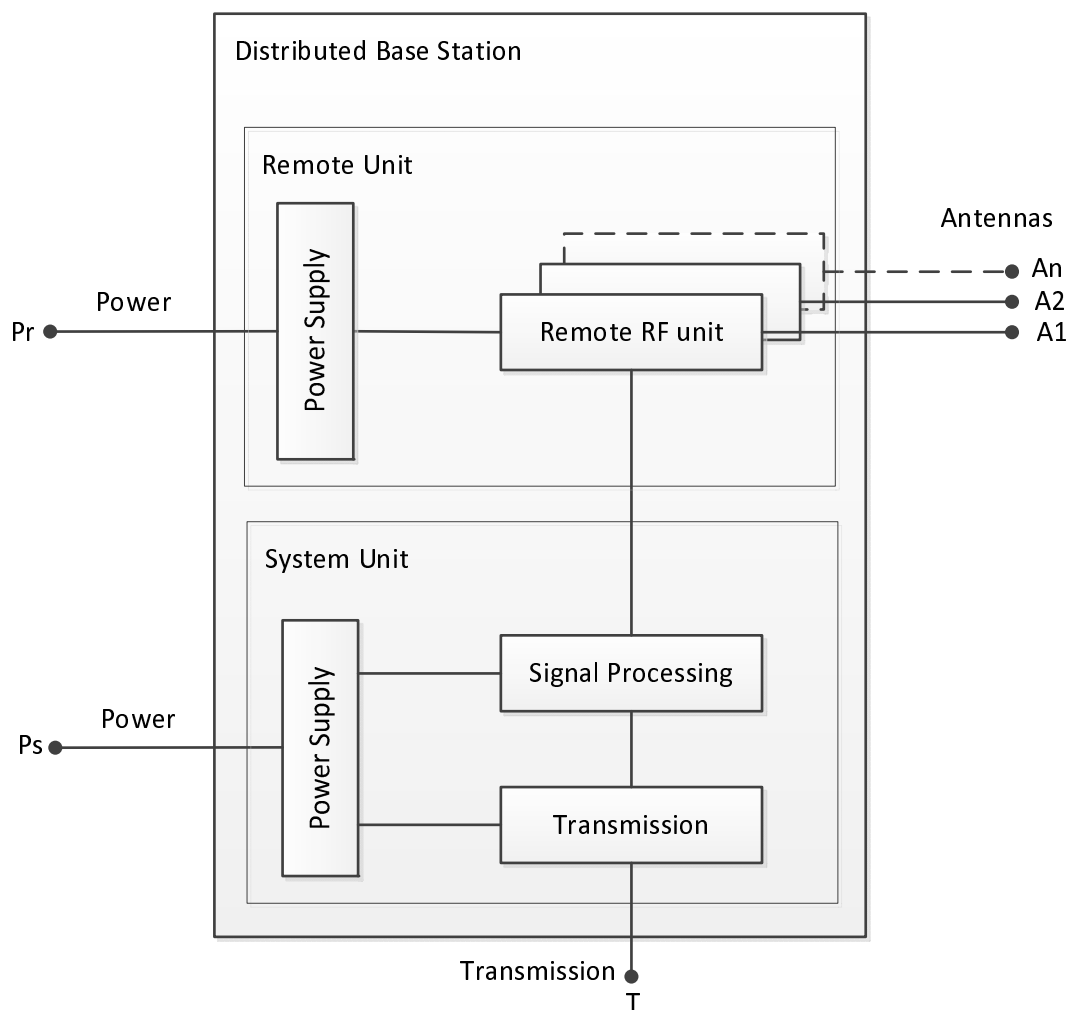 Distributed Base Station
Remote Unit
Antennas
An
Power
A2
Pr
Power Supply
Remote RF unit
A1
System Unit
Signal Processing
Power
Ps
Power Supply
Transmission
Transmission
T